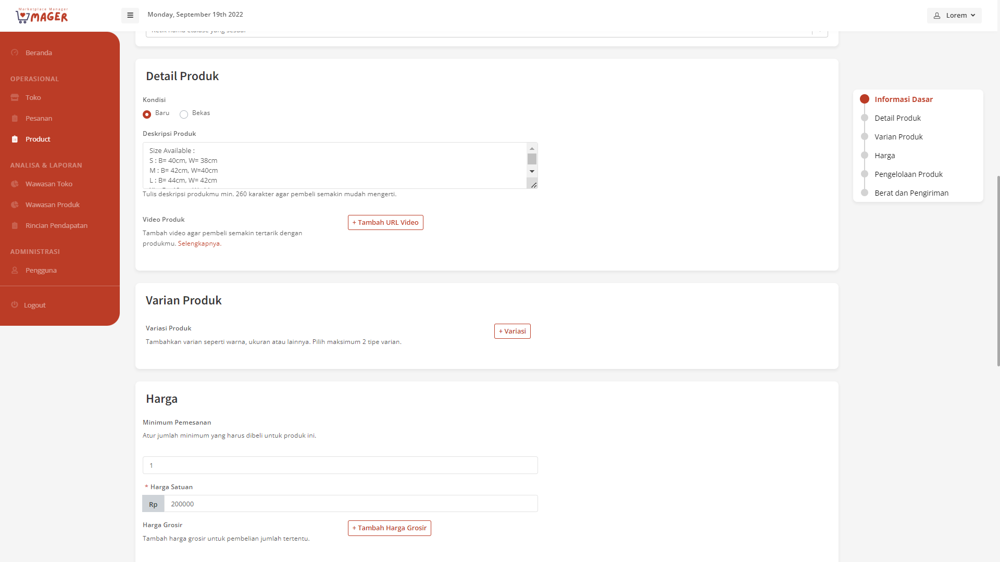 Marketplace Manager
MAGER
Monday, September 19th 2022
Lorem
Beranda
OPERASIONAL
Toko
Pesanan
Product
ANALISA & LAPORAN
Wawasan Toko
Wawasan Produk
Rincian Pendapatan
ADMINISTRASI
Pengguna
Logout
Ketik nama etalase yang sesuai
Detail Produk
Kondisi
Baru
Bekas
Deskripsi Produk
Size Available :
S : B= 40cm, W= 38cm
M : B= 42cm, W=40cm
L : B= 44cm, W= 42cm
Tulis deskripsi produkmu min. 260 karakter agar pembeli semakin mudah mengerti.
Video Produk
+ Tambah URL Video
Tambah video agar pembeli semakin tertarik dengan
produkmu. Selengkapnya.
Varian Produk
Variasi Produk
+ Variasi
Tambahkan varian seperti warna, ukuran atau lainnya. Pilih maksimum 2 tipe varian.
Harga
Minimum Pemesanan
Atur jumlah minimum yang harus dibeli untuk produk ini.
1
* Harga Satuan
Rp 200000
Harga Grosir
+ Tambah Harga Grosir
Tambah harga grosir untuk pembelian jumlah tertentu.
Informasi Dasar
Detail Produk
Varian Produk
Harga
Pengelolaan Produk
Berat dan Pengiriman